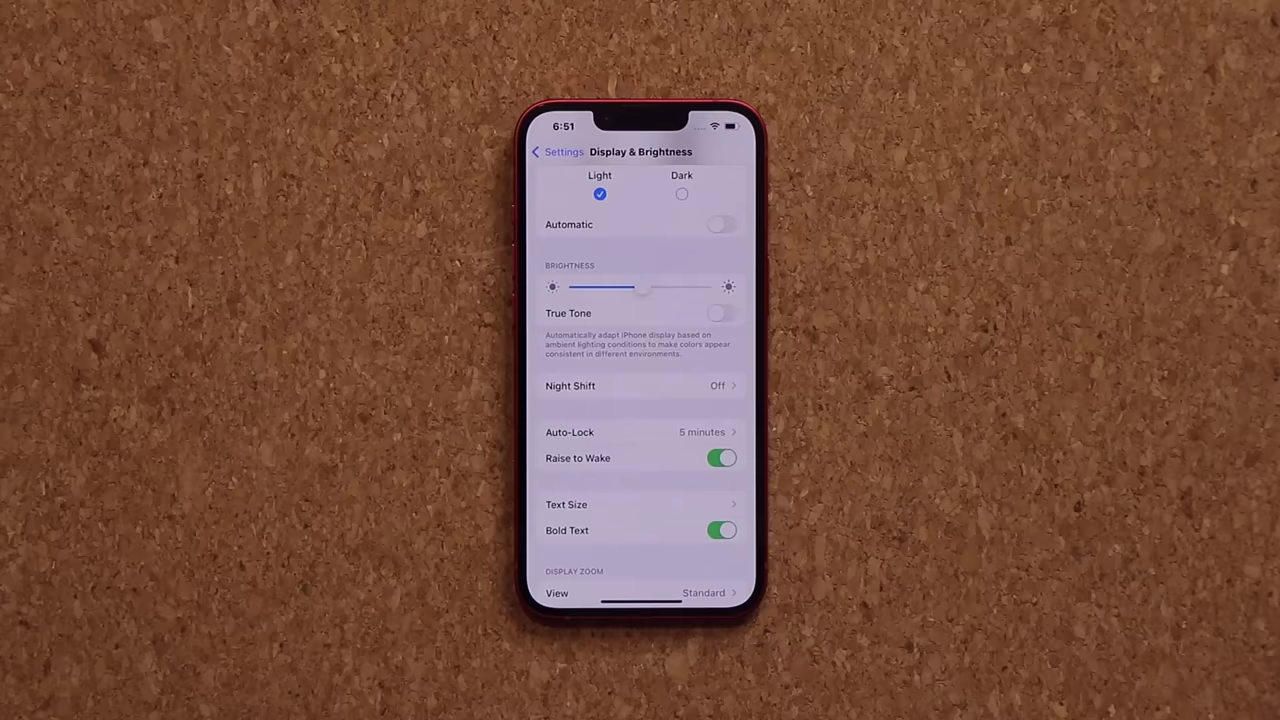 6:51
Settings Display & Brightness
Light Dark
Automatic
BRIGHTNESS
True Tone
Automatically adapt iPhone display based on
ambient lighting conditions to make colors appear
consistent in different environments.
Night Shift Off
Auto-Lock 5 minutes
Raise to Wake
Text Size
Bold Text
DISPLAY ZOOM
View Standard